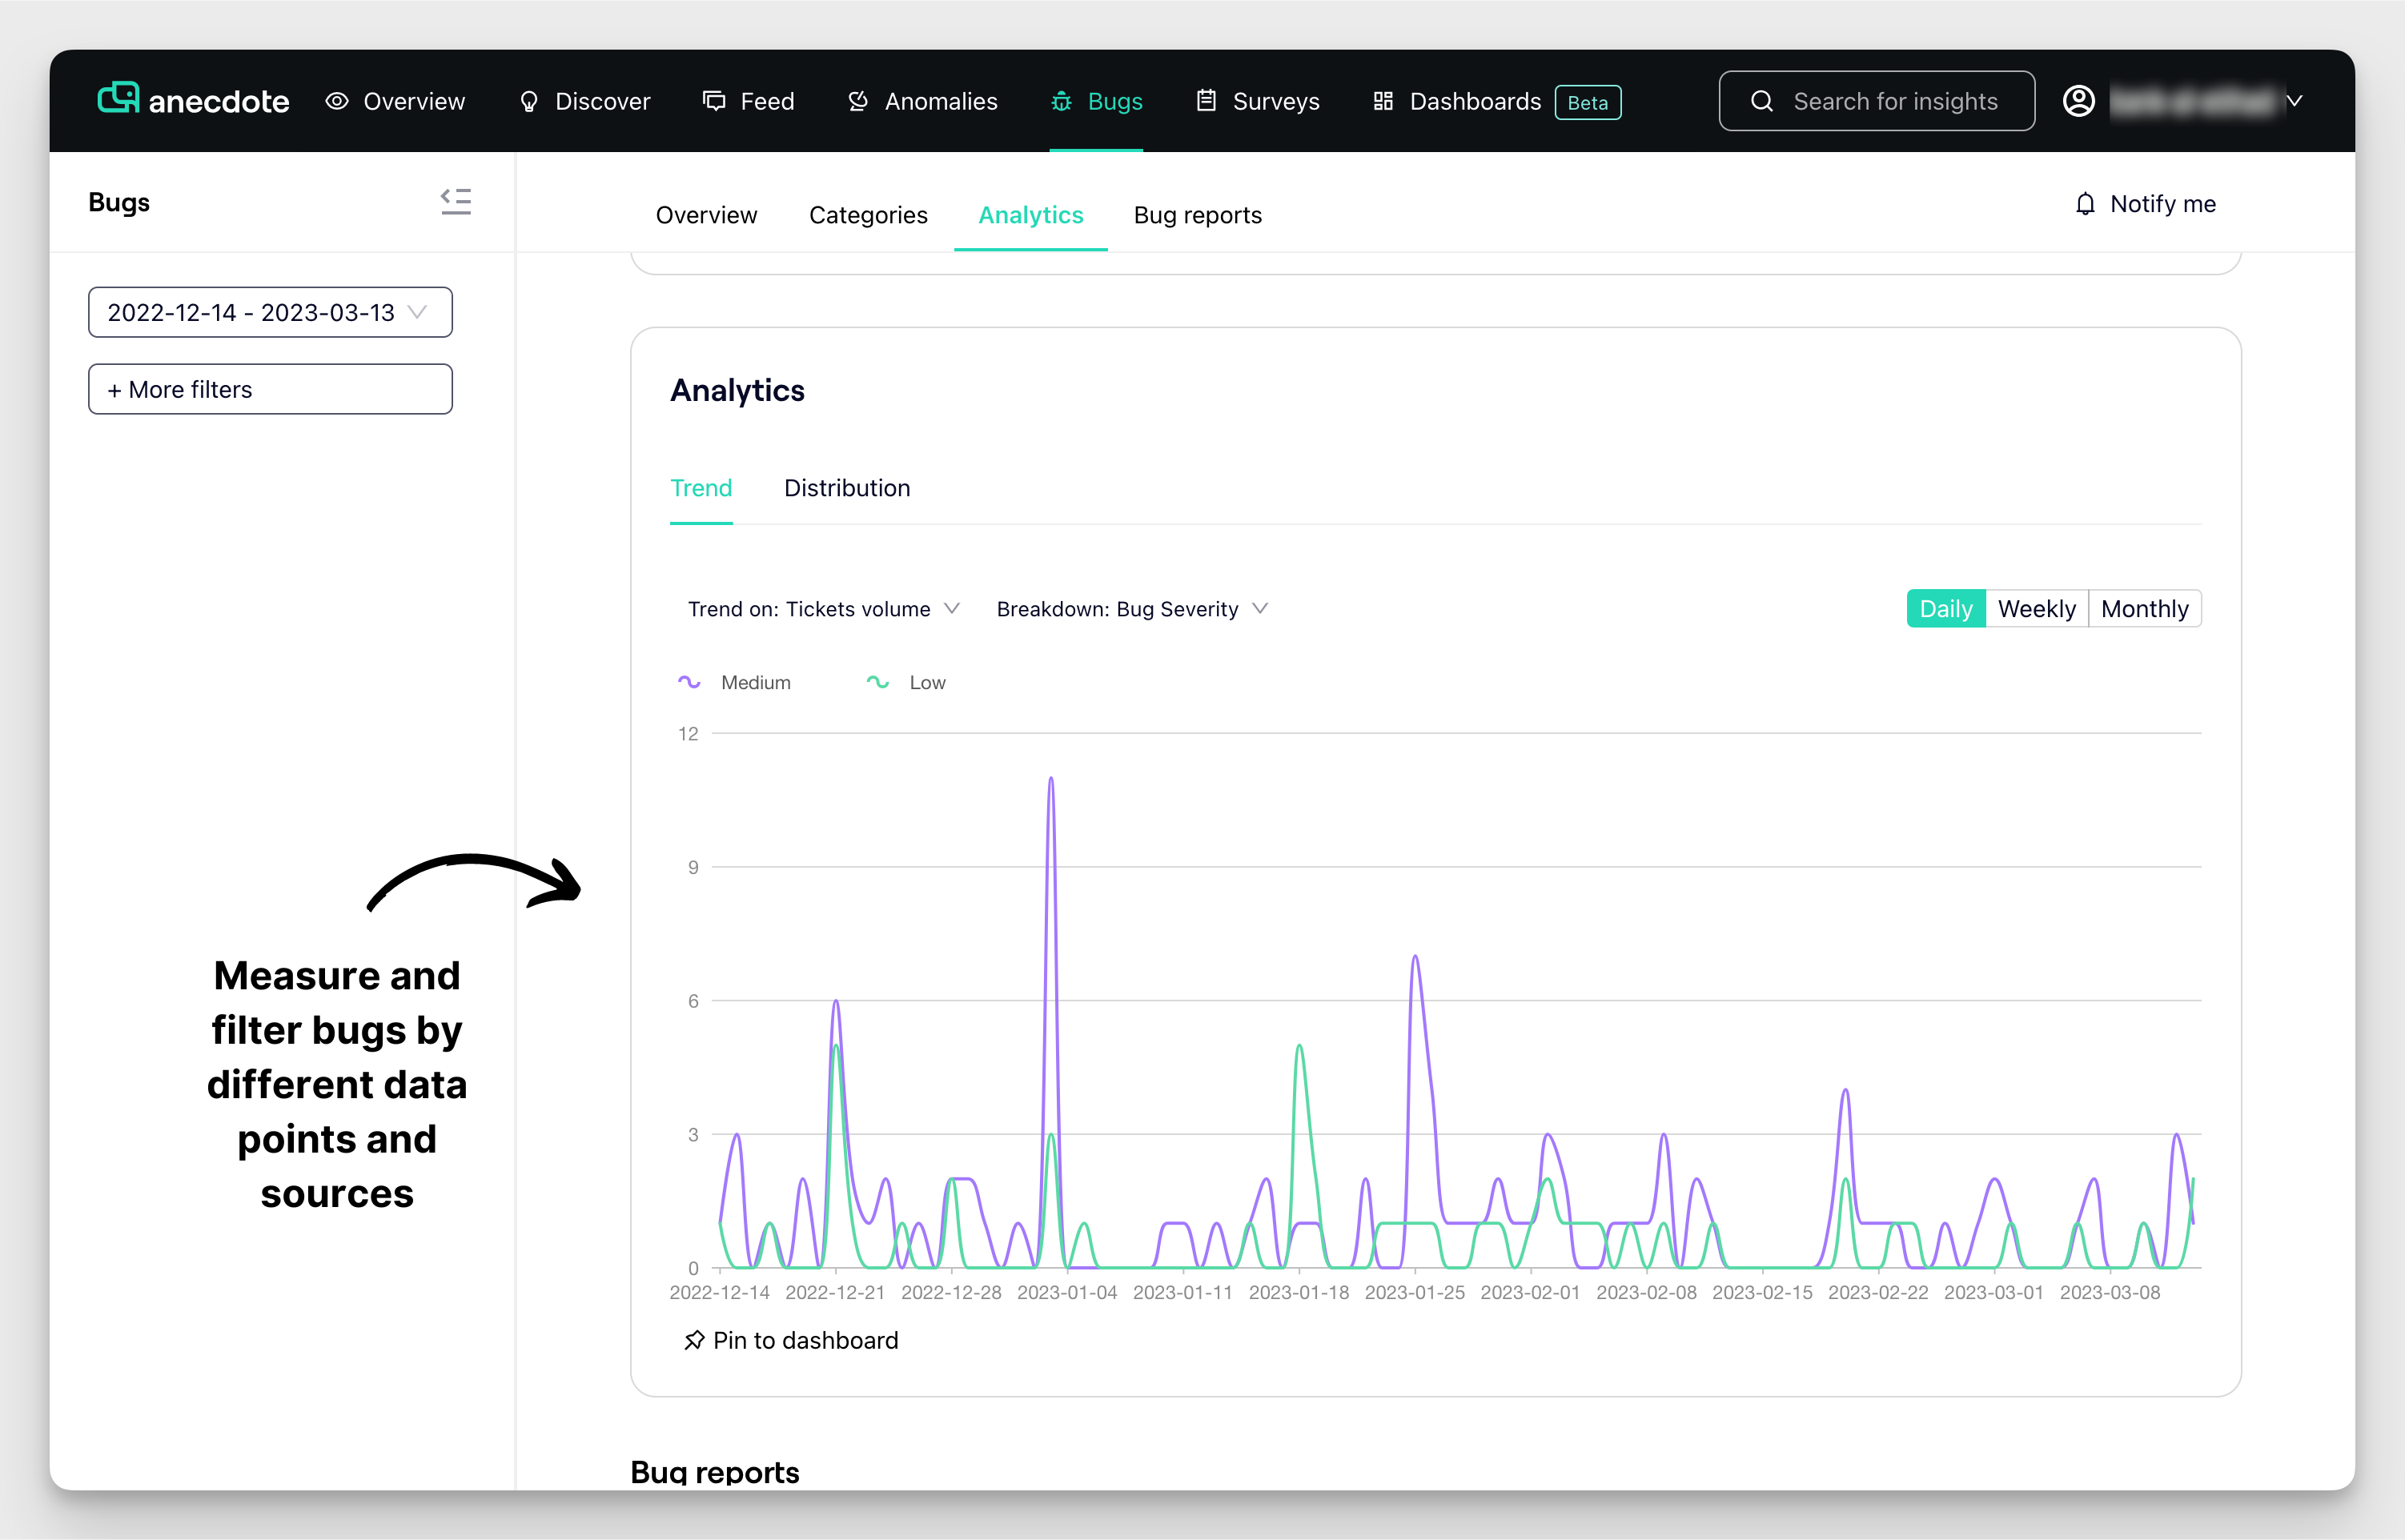 anecdote
Overview
Discover
Feed
Anomalies
Bugs
Surveys
Dashboards
Beta
Search for insights
Bugs
Overview
Categories
Analytics
Bug reports
Notify me
2022-12-14 - 2023-03-13
+ More filters
Analytics
Trend
Distribution
Trend on: Tickets volume
Breakdown: Bug Severity
Daily
Weekly
Monthly
Medium
Low
12
9
6
3
0
2022-12-14
2022-12-21
2022-12-28
2023-01-04
2023-01-11
2023-01-18
2023-01-25
2023-02-01
2023-02-08
2023-02-15
2023-02-22
2023-03-01
2023-03-08
Measure and
filter bugs by
different data
points and
sources
Pin to dashboard
Bug reports